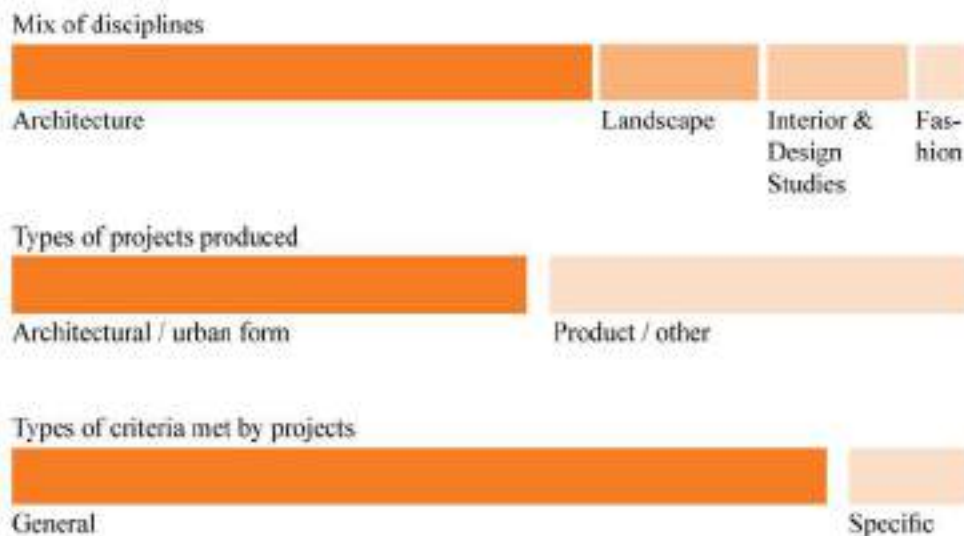 Mix of disciplines
Architecture
Landscape
Interior &
Design
Studies
Fas-
hion
Types of projects produced
Architectural / urban form
Product / other
Types of criteria met by projects
General
Specific